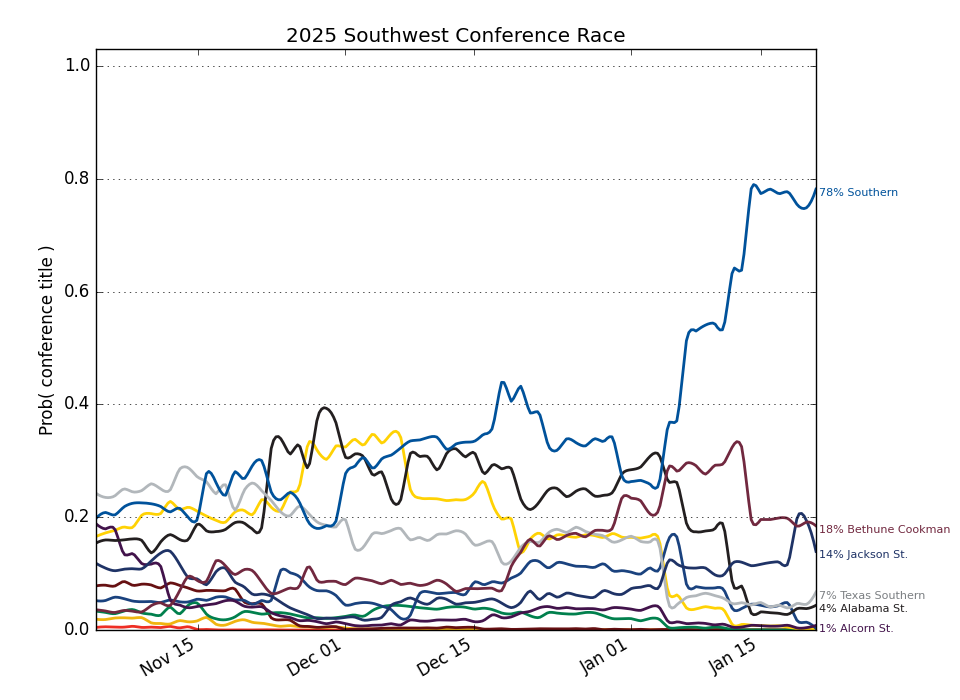 2025 Southwest Conference Race
Prob( conference title )
1.0
0.8
0.6
0.4
0.2
0.0
Nov 15
Dec 01
Dec 15
Jan 01
Jan 15
78% Southern
18% Bethune Cookman
14% Jackson St.
7% Texas Southern
4% Alabama St.
1% Alcorn St.